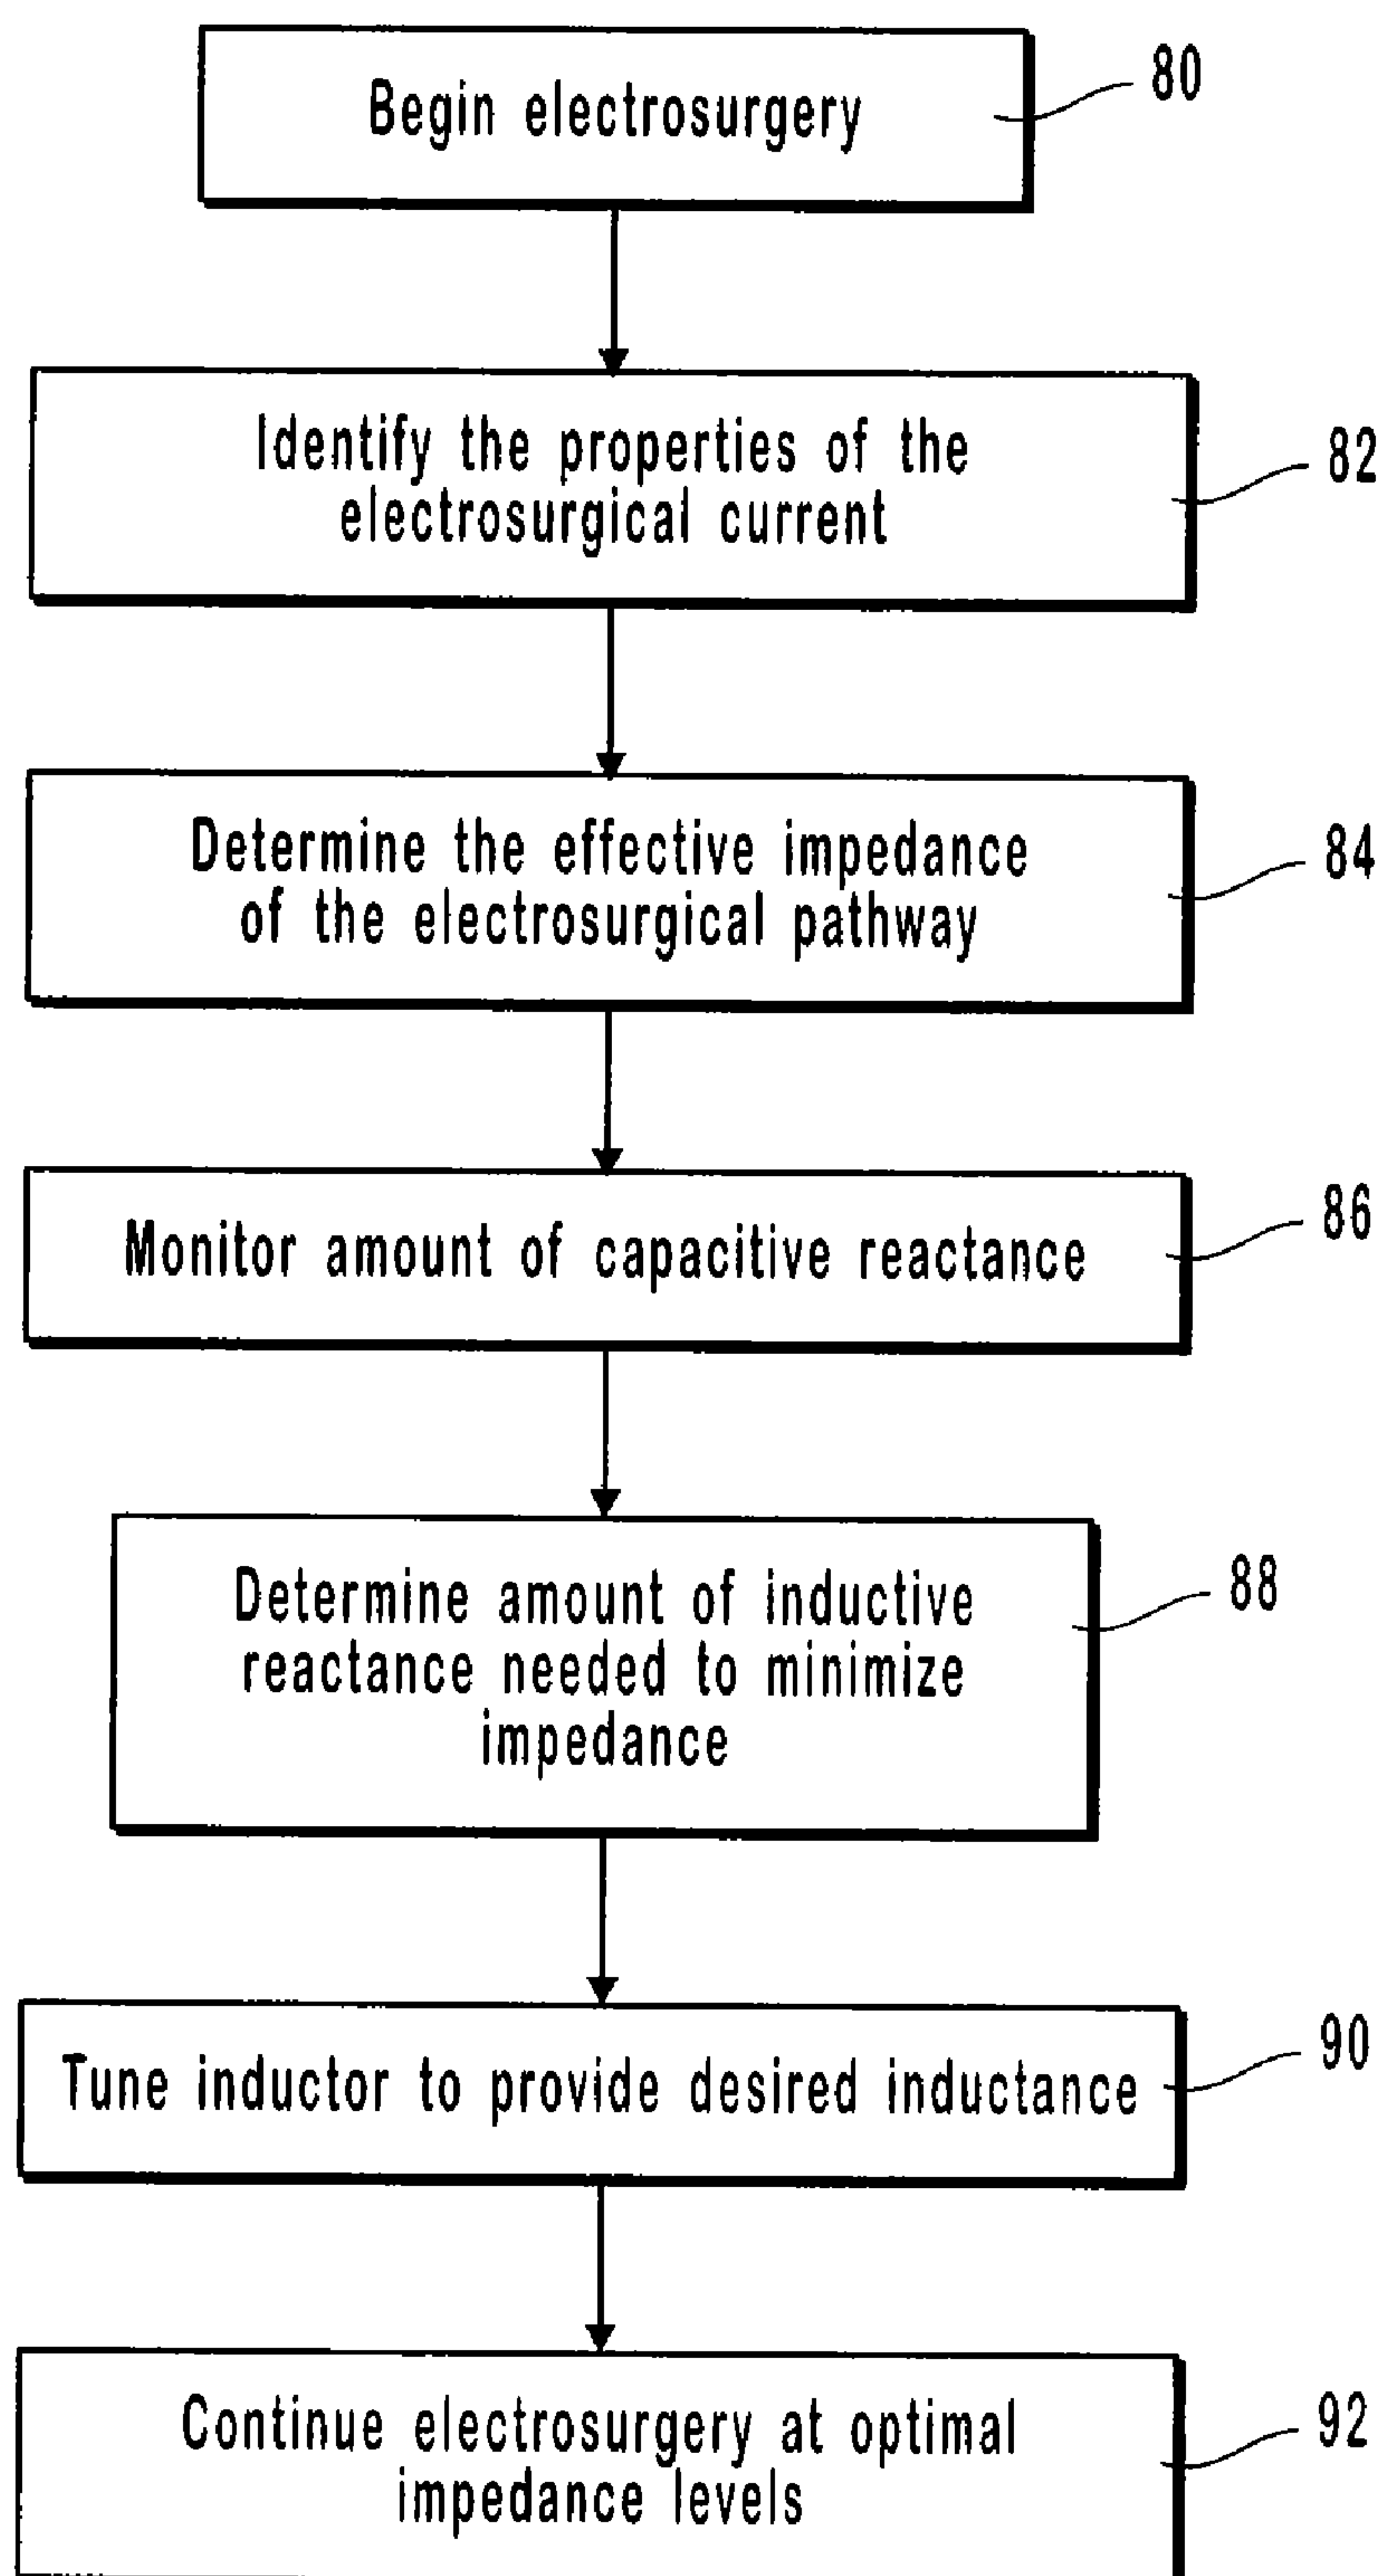 Begin electrosurgery
80
Identify the properties of the
electrosurgical current
82
Determine the effective impedance
of the electrosurgical pathway
84
Monitor amount of capacitive reactance
86
Determine amount of inductive
reactance needed to minimize
impedance
88
Tune inductor to provide desired inductance
90
Continue electrosurgery at optimal
impedance levels
92